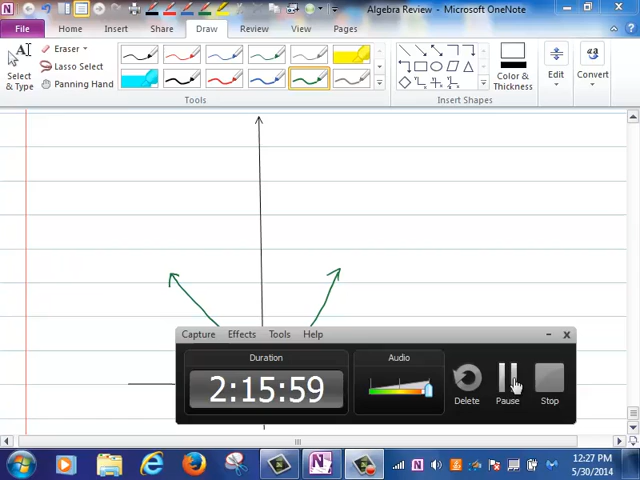 Algebra Review - Microsoft OneNote
File Home Insert Share Draw Review View Pages
Select & Type
Eraser
Lasso Select
Panning Hand
Color & Thickness
Edit
Convert
Tools
Insert Shapes
Capture Effects Tools Help
Duration
Audio
2:15:59
Delete Pause Stop
12:27 PM
5/30/2014